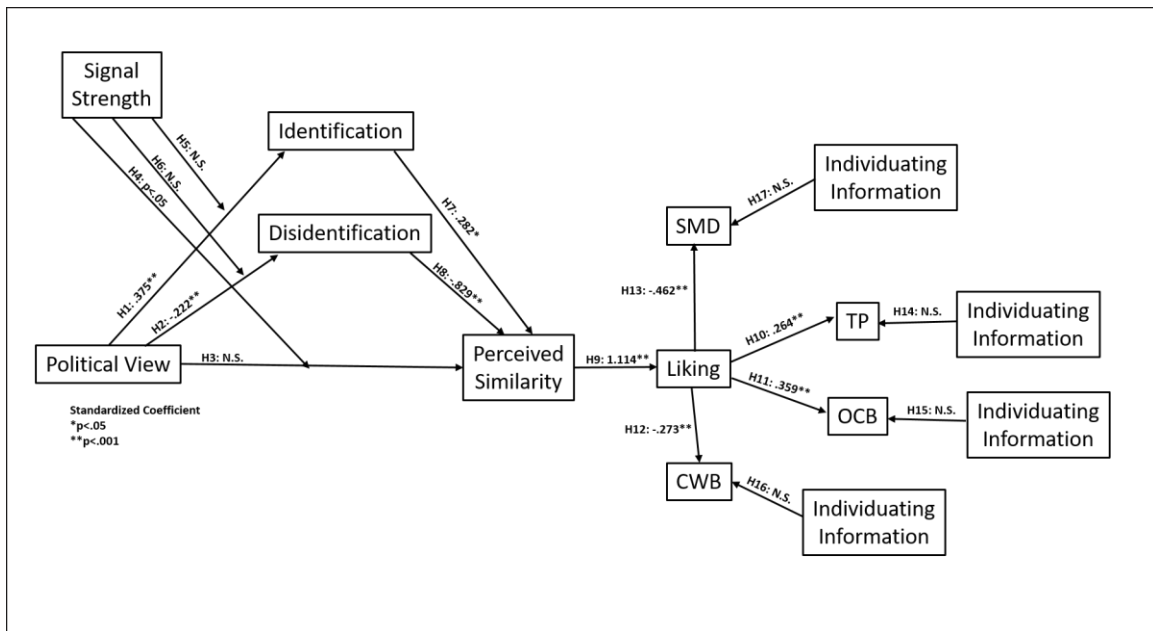 Signal
Strength
Identification
Disidentification
Political View
Perceived
Similarity
H5: N.S.
H6: N.S.
H4: p<.05
H1: .375**
H2: -.222**
H3: N.S.
H7: .282*
H8: -.829**
H9: 1.114**
Liking
SMD
TP
OCB
CWB
H13: -.462**
H10: .264**
H11: .359**
H12: -.273**
H17: N.S.
H14: N.S.
H15: N.S.
H16: N.S.
Individuating
Information
Individuating
Information
Individuating
Information
Individuating
Information
Standardized Coefficient
*p<.05
**p<.001